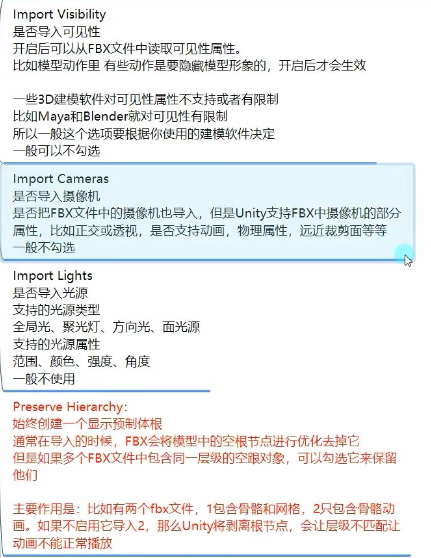 Import Visibility
是否导入可见性
开启后可以从FBX文件中读取可见性属性。
比如模型动作里 有些动作是要隐藏模型形象的，开启后才会生效
一些3D建模软件对可见性属性不支持或者有限制
比如Maya和Blender就对可见性有限制
所以一般这个选项要根据你使用的建模软件决定
一般可以不勾选
Import Cameras
是否导入摄像机
是否把FBX文件中的摄像机也导入，但是Unity支持FBX中摄像机的部分
属性，比如正交或透视，是否支持动画，物理属性，远近裁剪面等等
一般不勾选
Import Lights
是否导入光源
支持的光源类型
全局光、聚光灯、方向光、面光源
支持的光源属性
范围、颜色、强度、角度
一般不使用
Preserve Hierarchy：
始终创建一个显示预制体根
通常在导入的时候，FBX会将模型中的空根节点进行优化去掉它
但是如果多个FBX文件中包含同一层级的空跟对象，可以勾选它来保留
他们
主要作用是：比如有两个fbx文件，1包含骨骼和网格，2只包含骨骼动
画。如果不启用它导入2，那么Unity将剥离根节点，会让层级不匹配让
动画不能正常播放